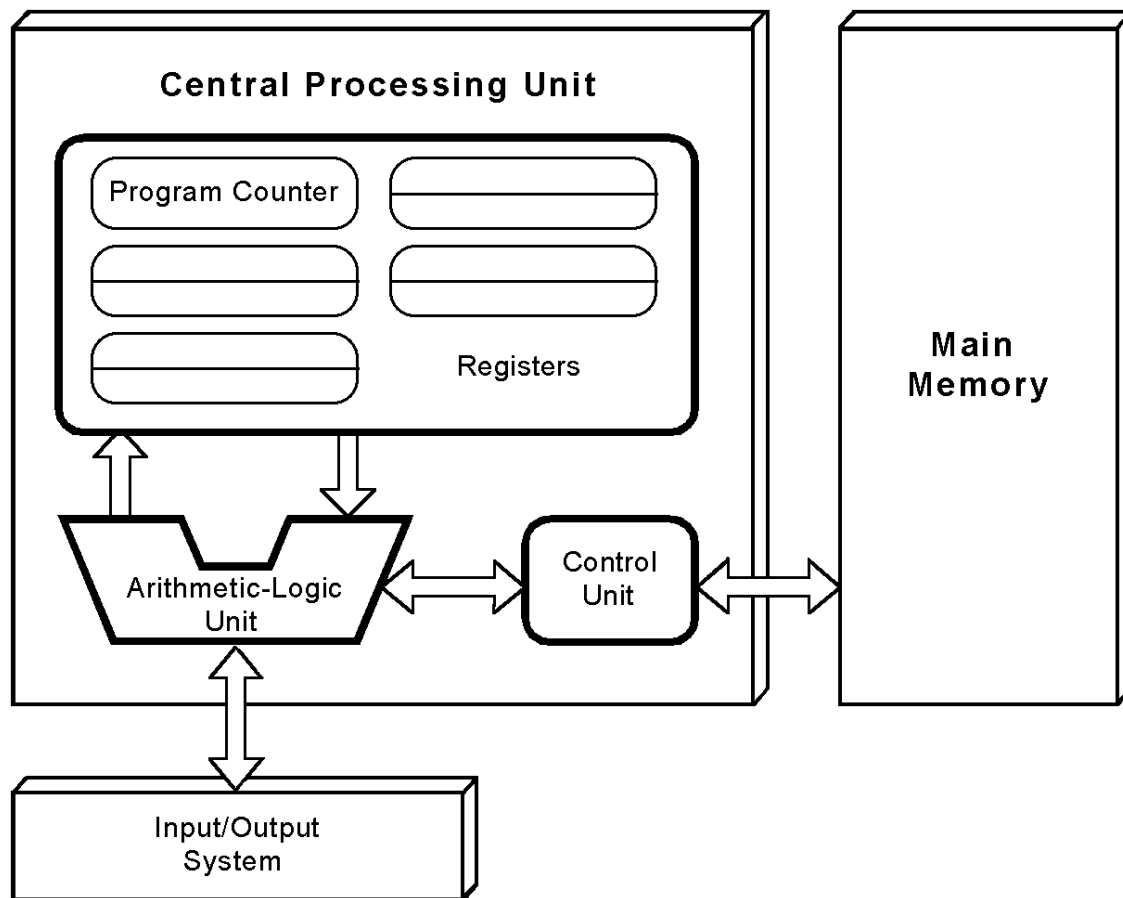 Central Processing Unit
Program Counter
Registers
Main
Memory
Arithmetic-Logic
Unit
Control
Unit
Input/Output
System